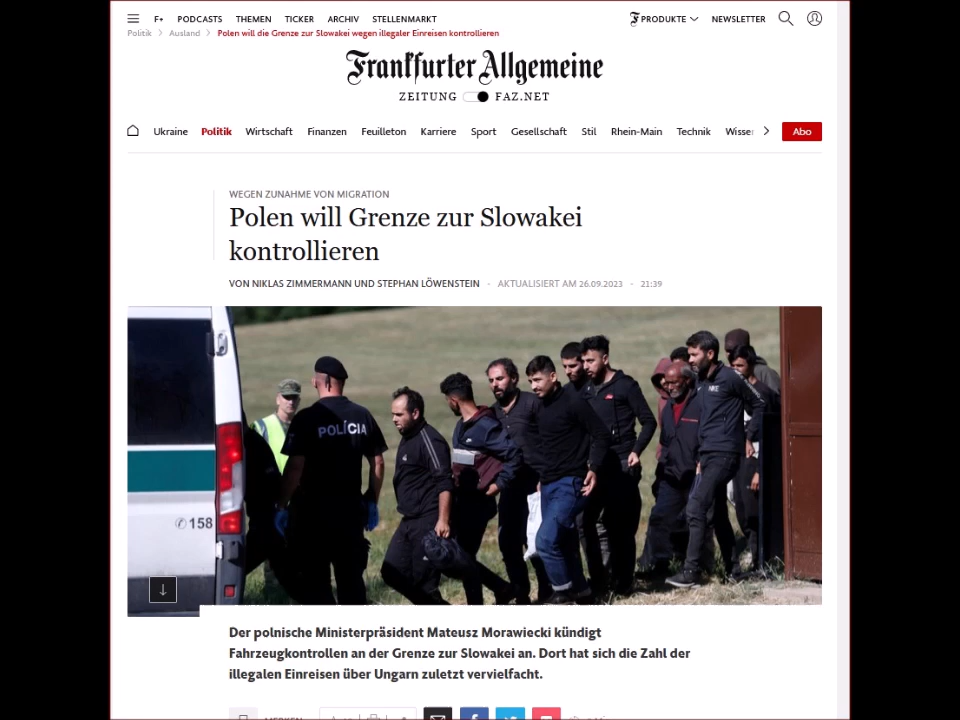 F+ PODCASTS THEMEN TICKER ARCHIV STELLENMARKT PRODUKTE NEWSLETTER
Politik Ausland Polen will die Grenze zur Slowakei wegen illegaler Einreisen kontrollieren
Frankfurter Allgemeine
ZEITUNG FAZ.NET
Ukraine Politik Wirtschaft Finanzen Feuilleton Karriere Sport Gesellschaft Stil Rhein-Main Technik Abo
WEGEN ZUNAHME VON MIGRATION
Polen will Grenze zur Slowakei
kontrollieren
VON NIKLAS ZIMMERMANN UND STEPHAN LÖWENSTEIN - AKTUALISIERT AM 26.09.2023 - 21:39
POLÍCIA
158
Der polnische Ministerpräsident Mateusz Morawiecki kündigt
Fahrzeugkontrollen an der Grenze zur Slowakei an. Dort hat sich die Zahl der
illegalen Einreisen über Ungarn zuletzt vervielfacht.